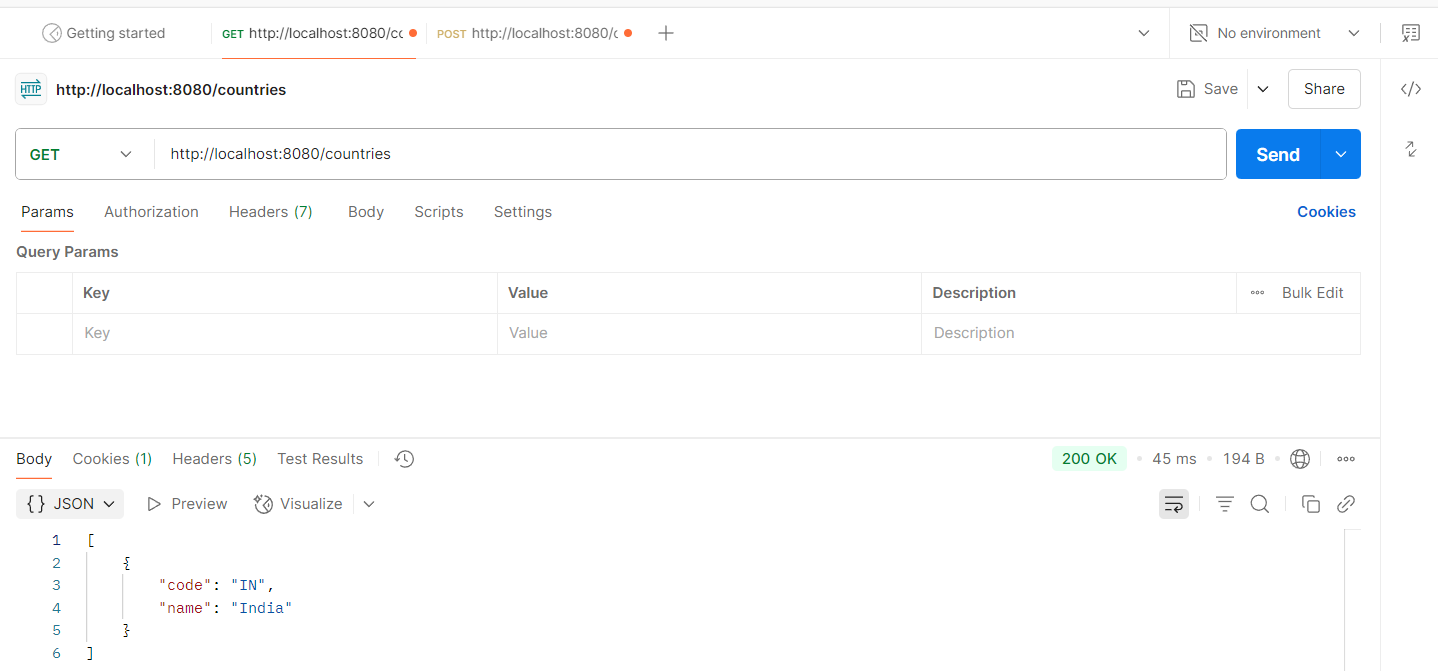 Getting started GET http://localhost:8080/cc POST http://localhost:8080/c No environment
HTTP http://localhost:8080/countries Save Share
GET http://localhost:8080/countries Send
Params Authorization Headers (7) Body Scripts Settings Cookies
Query Params
Key Value Description Bulk Edit
Key Value Description
Body Cookies (1) Headers (5) Test Results 200 OK 45 ms 194 B
{} JSON Preview Visualize
1 [
2 {
3 "code": "IN",
4 "name": "India"
5 }
6 ]